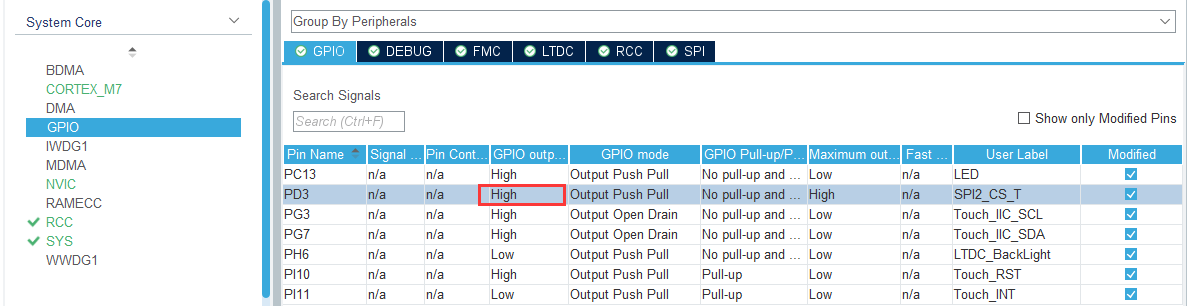 System Core
BDMA
CORTEX_M7
DMA
GPIO
IWDG1
MDMA
NVIC
RAMECC
RCC
SYS
WWDG1
Group By Peripherals
GPIO DEBUG FMC LTDC RCC SPI
Search Signals
Search (Ctrl+F)
Show only Modified Pins
Pin Name Signal ... Pin Cont... GPIO outp... GPIO mode GPIO Pull-up/P... Maximum out... Fast ... User Label Modified
PC13 n/a n/a High Output Push Pull No pull-up and ... Low n/a LED
PD3 n/a n/a High Output Push Pull No pull-up and ... High n/a SPI2_CS_T
PG3 n/a n/a High Output Open Drain No pull-up and ... Low n/a Touch_IIC_SCL
PG7 n/a n/a High Output Open Drain No pull-up and ... Low n/a Touch_IIC_SDA
PH6 n/a n/a Low Output Push Pull No pull-up and ... Low n/a LTDC_BackLight
PI10 n/a n/a High Output Push Pull Pull-up Low n/a Touch_RST
PI11 n/a n/a Low Output Push Pull Pull-up Low n/a Touch_INT